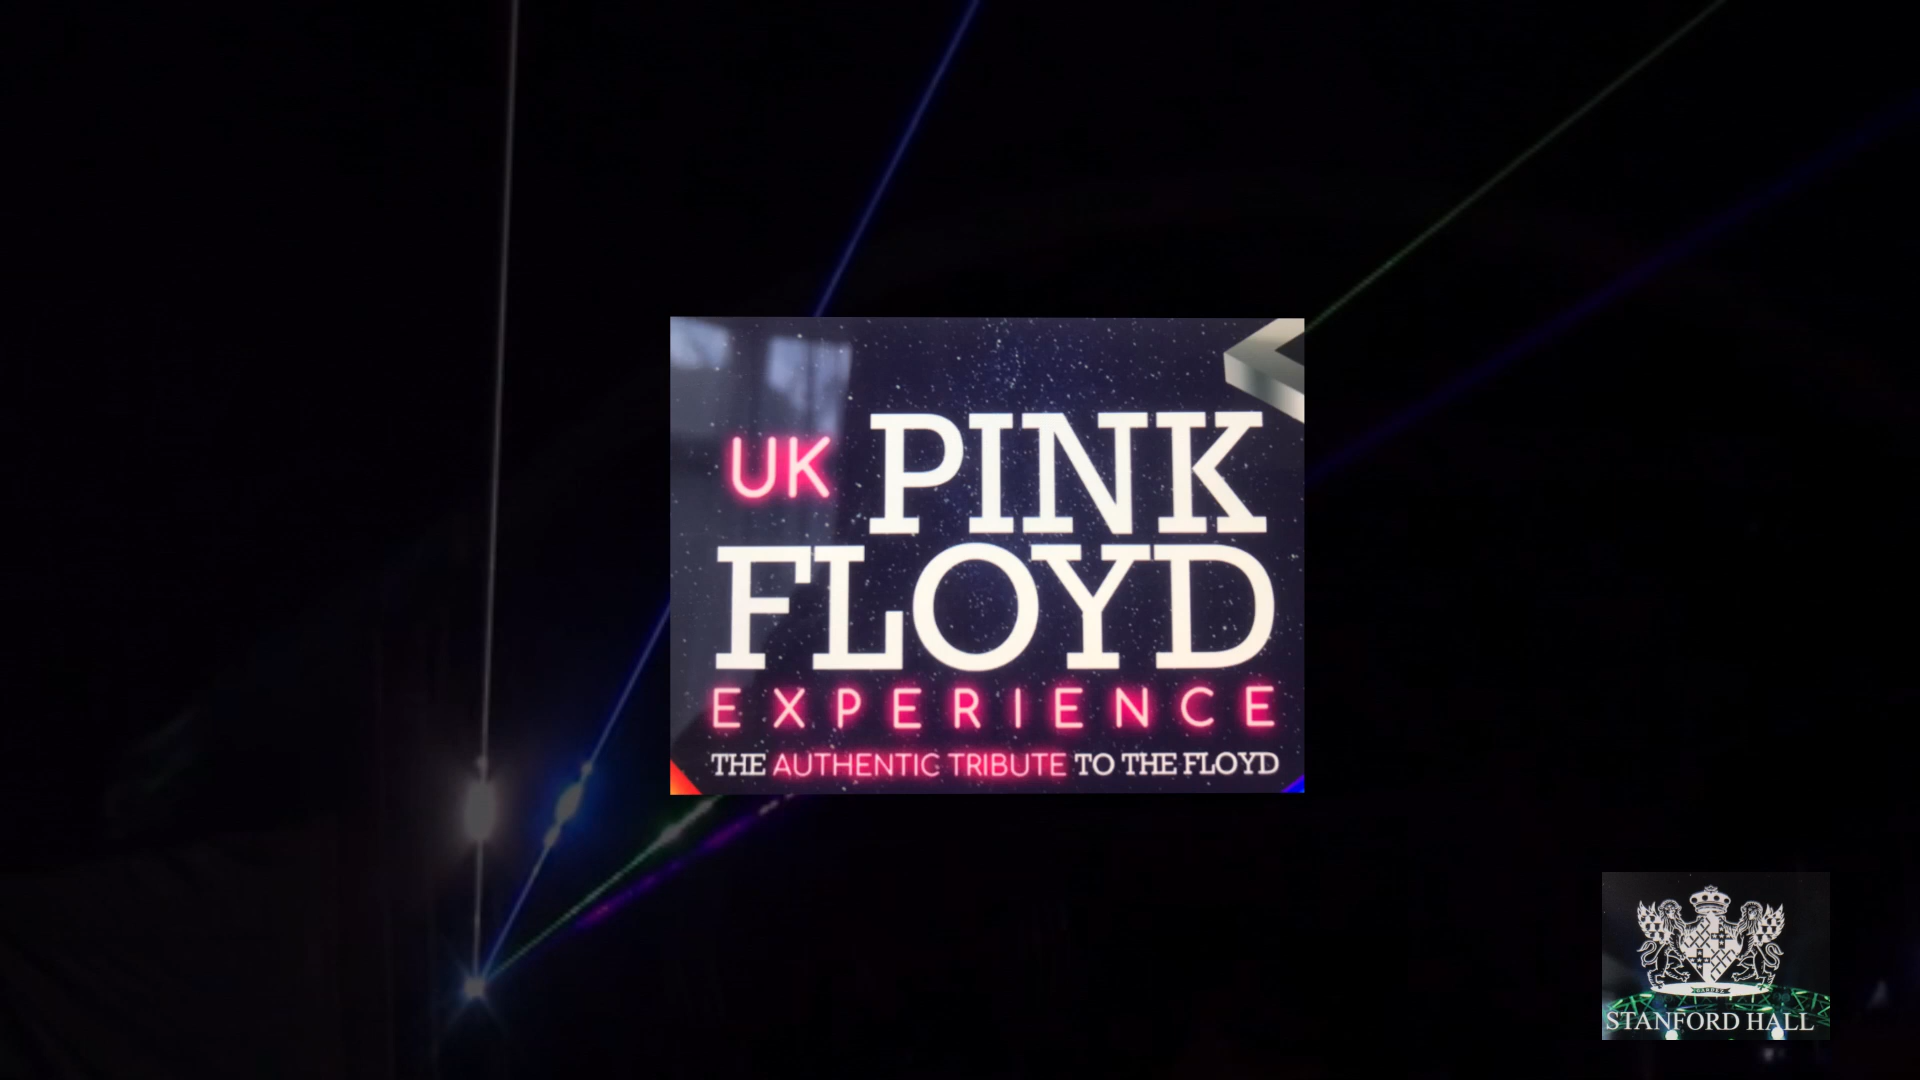 UK PINK
FLOYD
EXPERIENCE
THE AUTHENTIC TRIBUTE TO THE FLOYD
STANFORD HALL